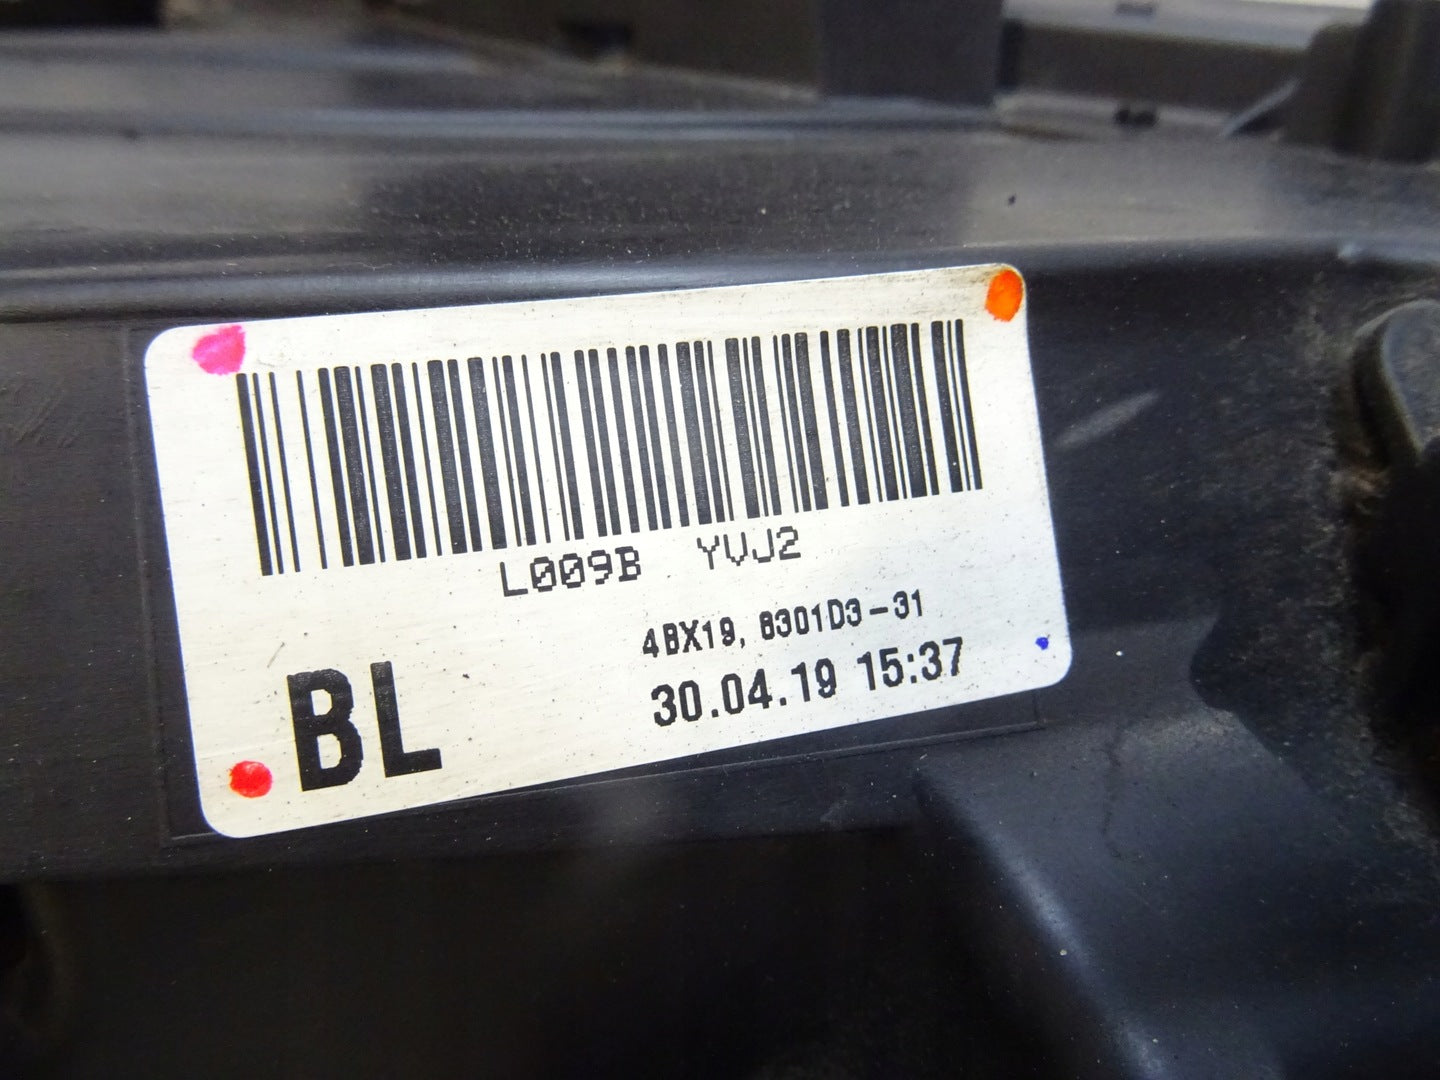 L009B YVJ2
4BX19, 8301D3-31
BL
30.04.19 15:37